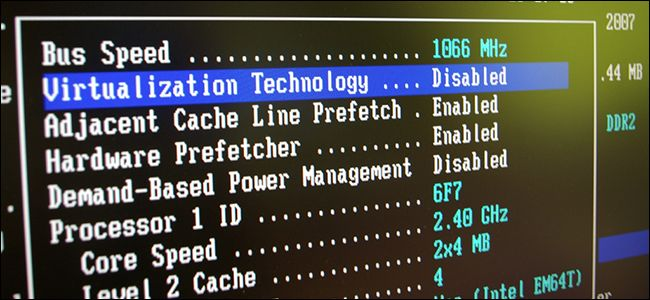 2007
Bus Speed ..................... 1066 MHz
Virtualization Technology .... Disabled
.44 MB
Adjacent Cache Line Prefetch . Enabled
Hardware Prefetcher .......... Enabled
DDR2
Demand-Based Power Management Disabled
Processor 1 ID ............... 6F7
Core Speed ................. 2.40 GHz
Level 2 Cache .............. 2x4 MB
4
(Intel EM64T)